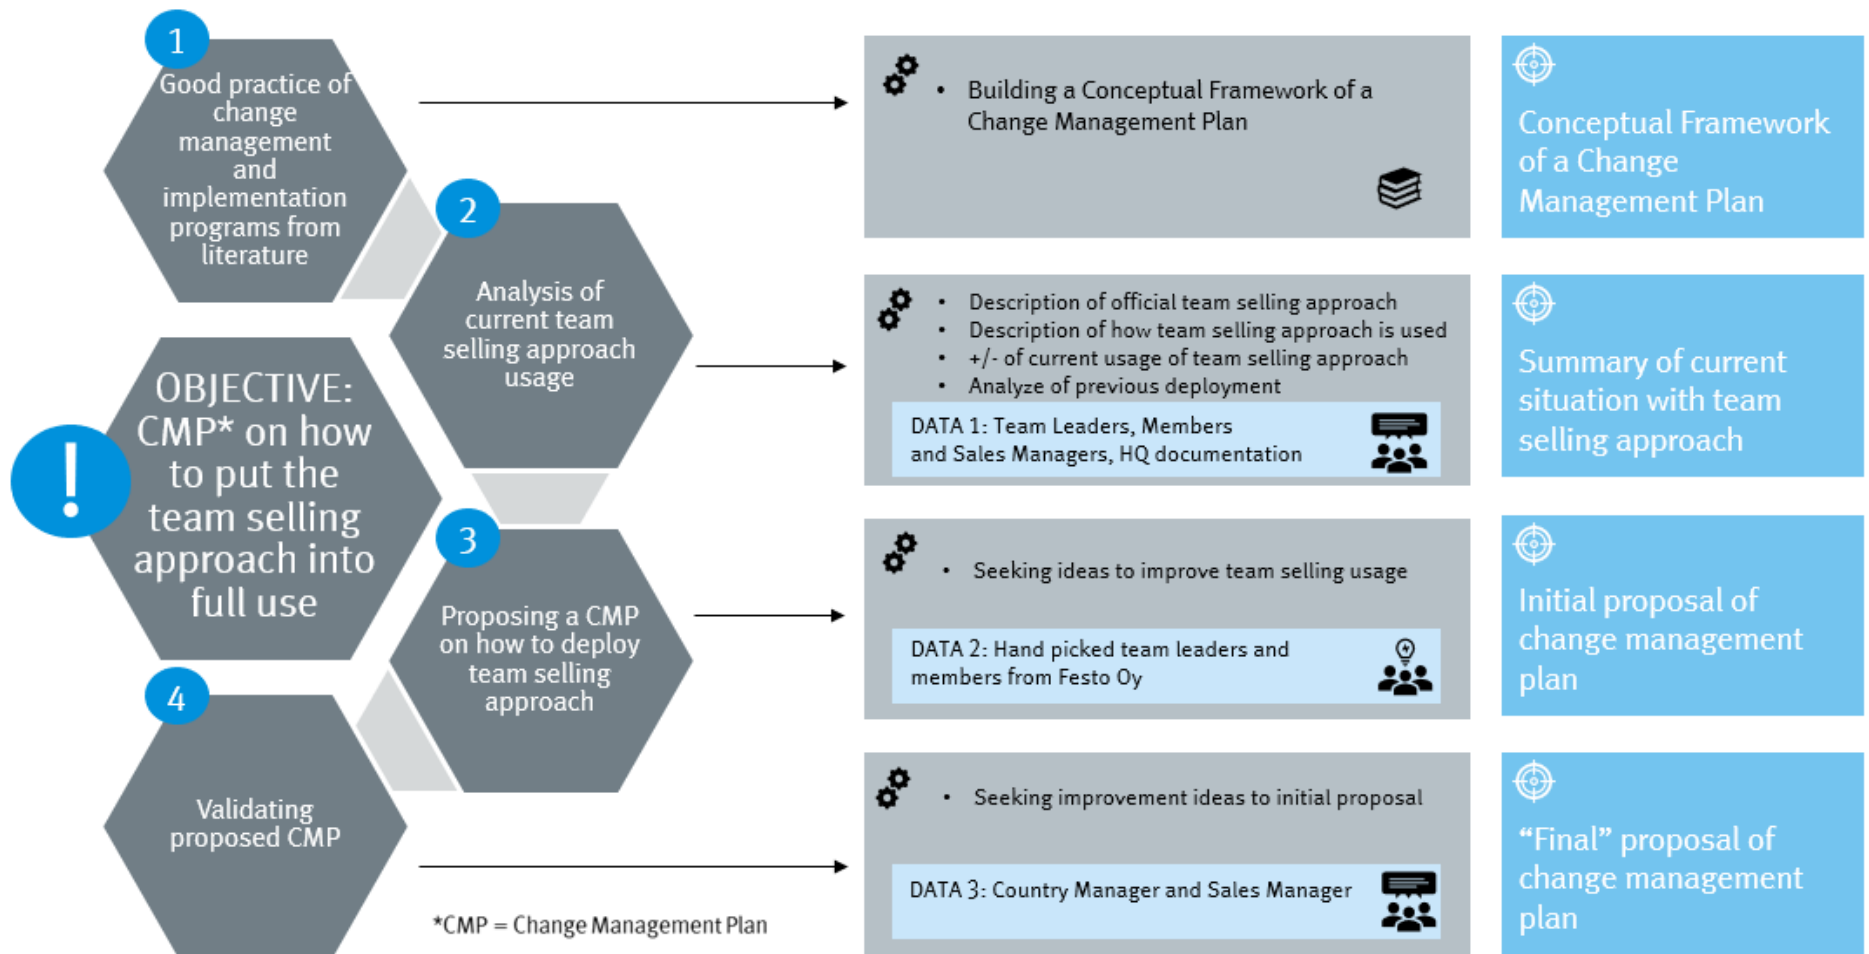 1
Good practice of
change
management
and
implementation
programs from
literature
• Building a Conceptual Framework of a
Change Management Plan
Conceptual Framework
of a Change
Management Plan
2
Analysis of
current team
selling approach
usage
• Description of official team selling approach
• Description of how team selling approach is used
• +/- of current usage of team selling approach
• Analyze of previous deployment
DATA 1: Team Leaders, Members
and Sales Managers, HQ documentation
Summary of current
situation with team
selling approach
!
OBJECTIVE:
CMP* on how
to put the
team selling
approach into
full use
3
Proposing a CMP
on how to deploy
team selling
approach
• Seeking ideas to improve team selling usage
DATA 2: Hand picked team leaders and
members from Festo Oy
Initial proposal of
change management
plan
4
Validating
proposed CMP
• Seeking improvement ideas to initial proposal
DATA 3: Country Manager and Sales Manager
“Final” proposal of
change management
plan
*CMP = Change Management Plan